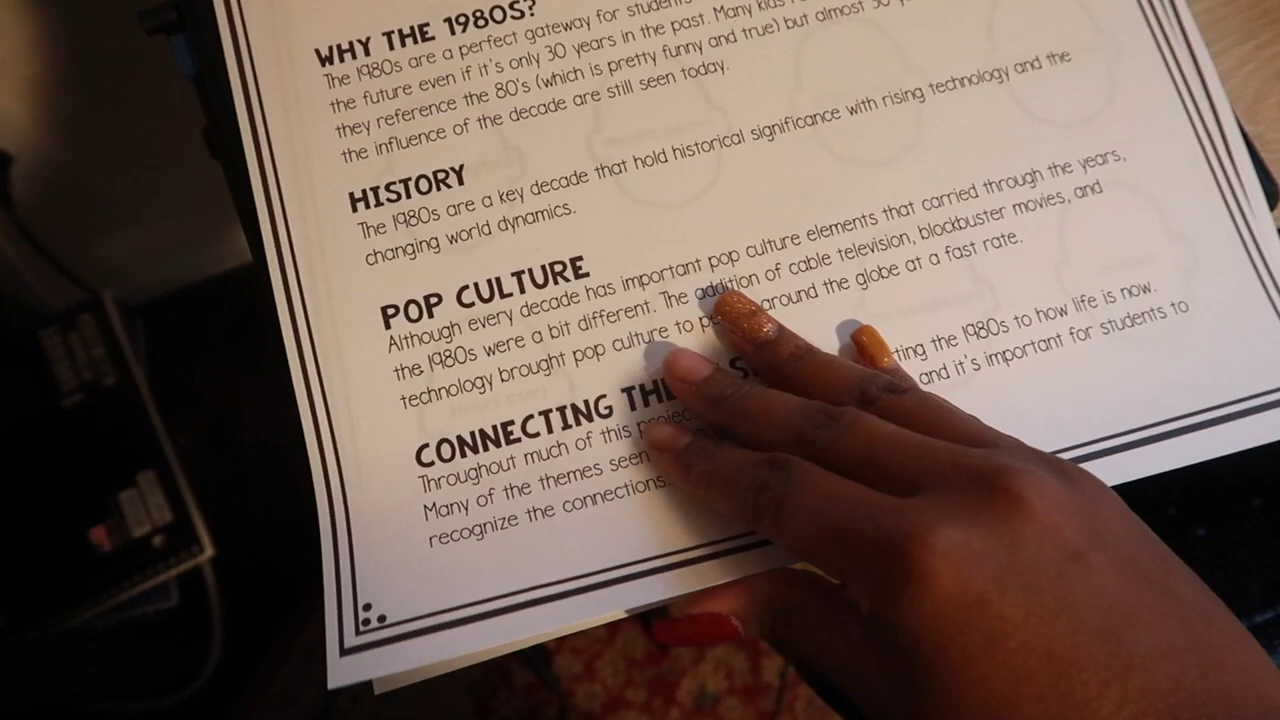 WHY THE 1980S?
The 1980s are a perfect gateway for students
the future even if it's only 30 years in the past. Many kids
they reference the 80's (which is pretty funny and true) but almost 30
the influence of the decade are still seen today.
HISTORY
The 1980s are a key decade that hold historical significance with rising technology and the
changing world dynamics.
POP CULTURE
Although every decade has important pop culture elements that carried through the years,
the 1980s were a bit different. The addition of cable television, blockbuster movies, and
technology brought pop culture to around the globe at a fast rate.
CONNECTING
Throughout much of this the 1980s to how life is now.
Many of the themes seen and it's important for students to
recognize the connections.